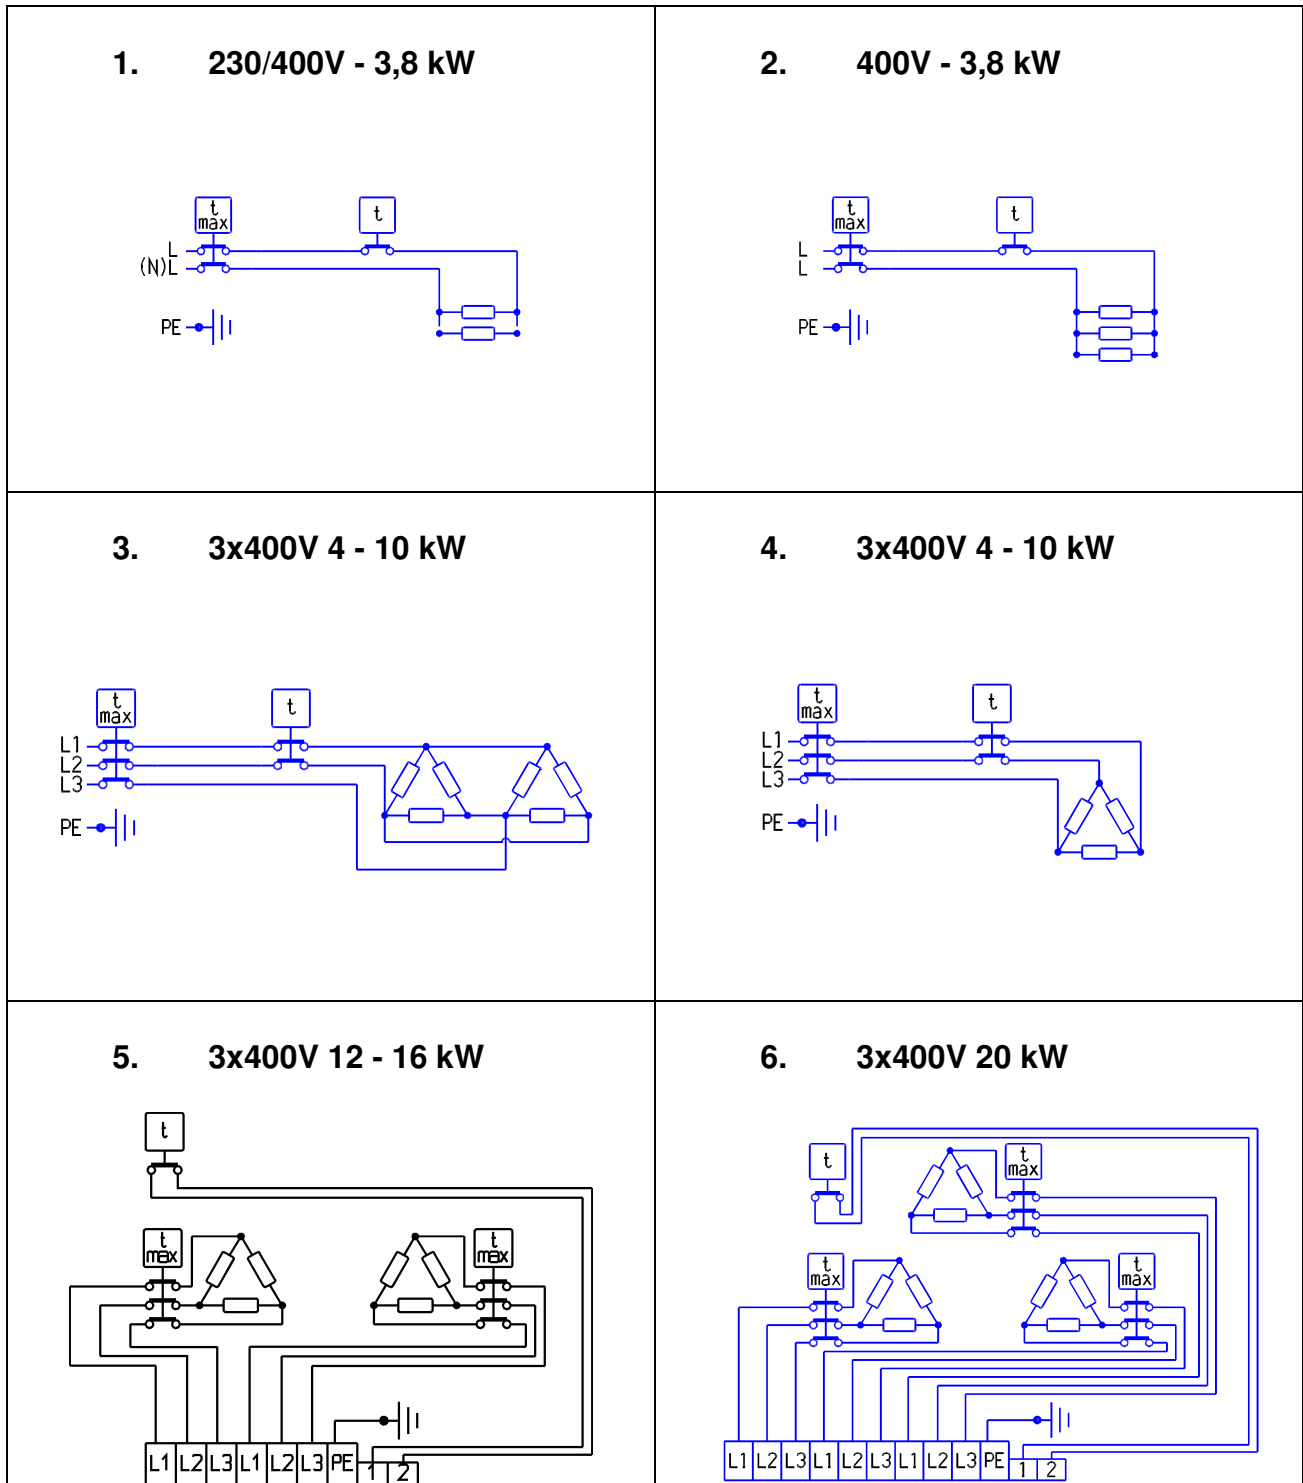 1. 230/400V - 3,8 kW
t
max
t
L
(N)L
PE
2. 400V - 3,8 kW
t
max
t
L
L
PE
3. 3x400V 4 - 10 kW
t
max
t
L1
L2
L3
PE
4. 3x400V 4 - 10 kW
t
max
t
L1
L2
L3
PE
5. 3x400V 12 - 16 kW
t
t
max
t
max
L1 L2 L3 L1 L2 L3 PE 1 2
6. 3x400V 20 kW
t
t
max
t
max
t
max
L1 L2 L3 L1 L2 L3 L1 L2 L3 PE 1 2